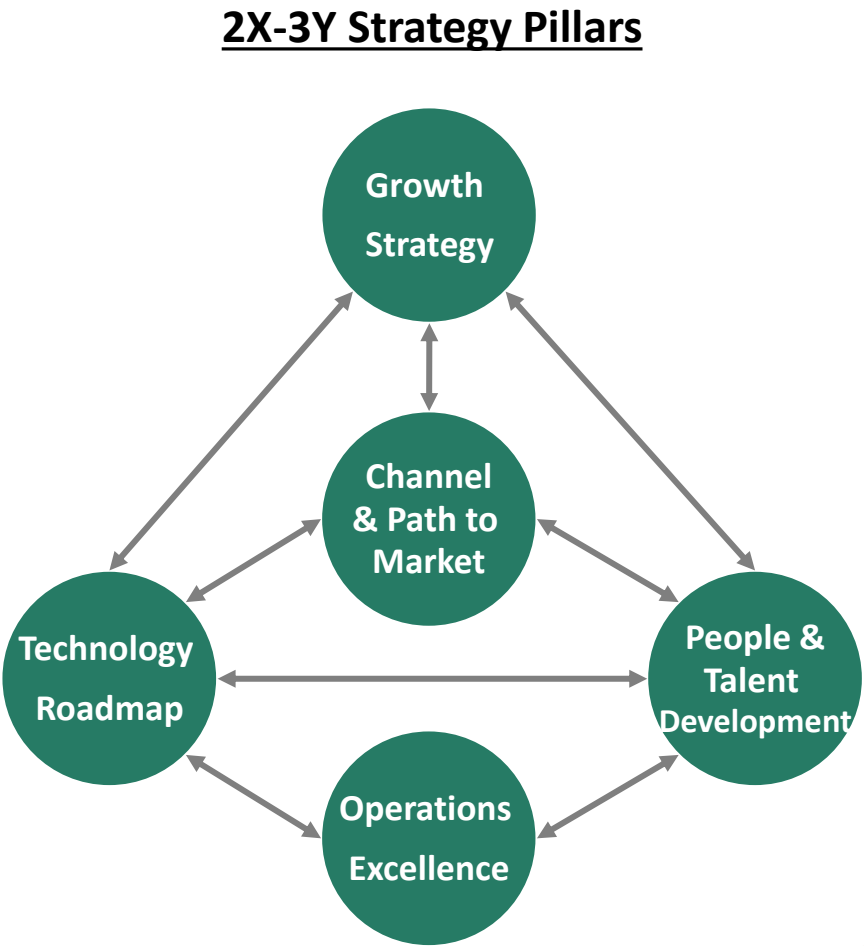 2X-3Y Strategy Pillars
Growth
Strategy
Channel
& Path to
Market
Technology
Roadmap
People &
Talent
Development
Operations
Excellence